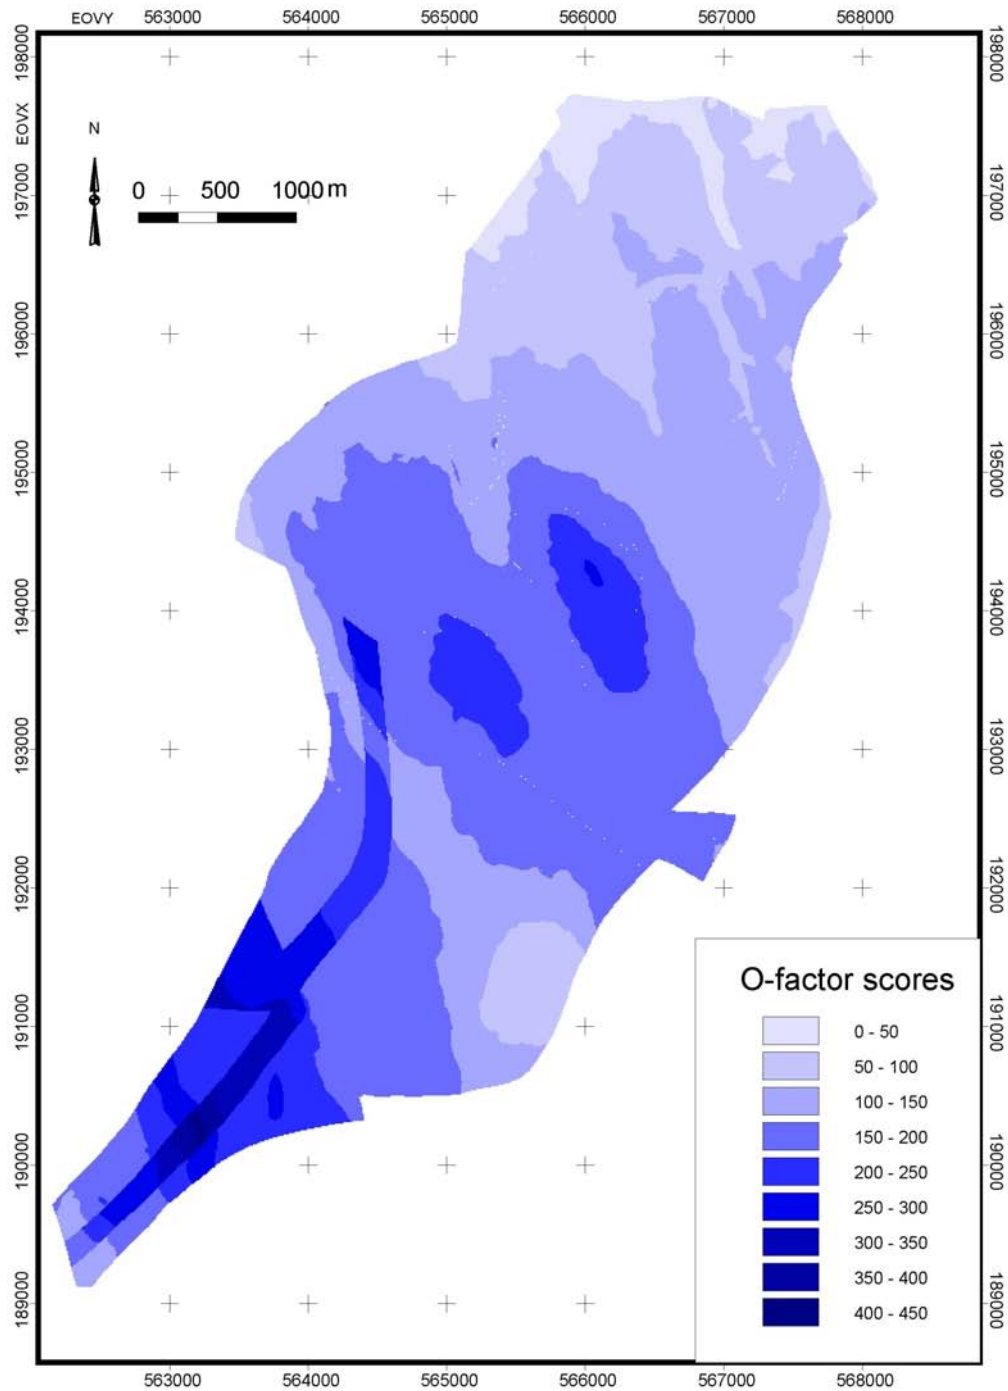 EOVY 563000 564000 565000 566000 567000 568000
198000 198000
EOVX
N
0 500 1000 m
197000 197000
196000 196000
195000 195000
194000 194000
193000 193000
192000 192000
O-factor scores
0 - 50
191000 191000
50 - 100
100 - 150
150 - 200
190000 190000
200 - 250
250 - 300
300 - 350
189000 189000
350 - 400
400 - 450
563000 564000 565000 566000 567000 568000